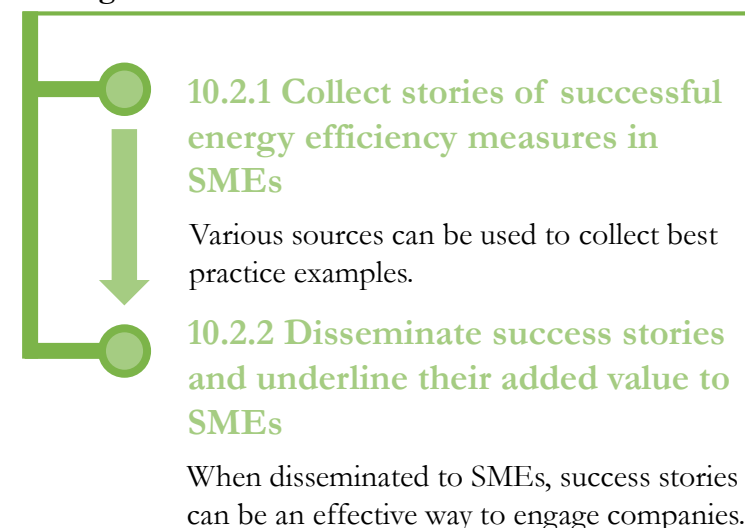 10.2.1 Collect stories of successful
energy efficiency measures in
SMEs
Various sources can be used to collect best
practice examples.
10.2.2 Disseminate success stories
and underline their added value to
SMEs
When disseminated to SMEs, success stories
can be an effective way to engage companies.